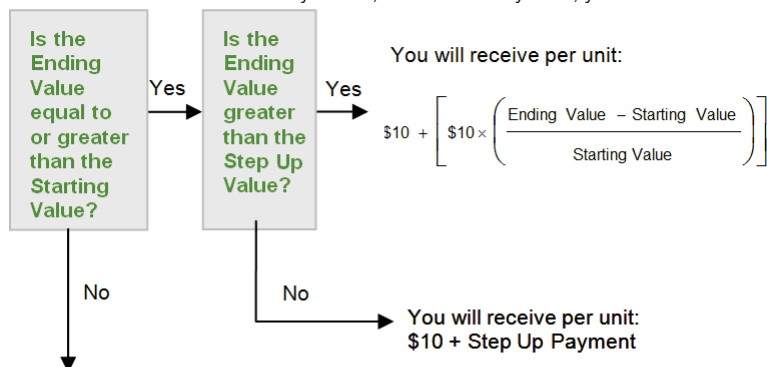 Is the
Ending
Value
equal to
or greater
than the
Starting
Value?
Yes
Is the
Ending
Value
greater
than the
Step Up
Value?
Yes
You will receive per unit:
$10 + [ $10 × ( Ending Value – Starting Value
Starting Value ) ]
No
No
You will receive per unit:
$10 + Step Up Payment